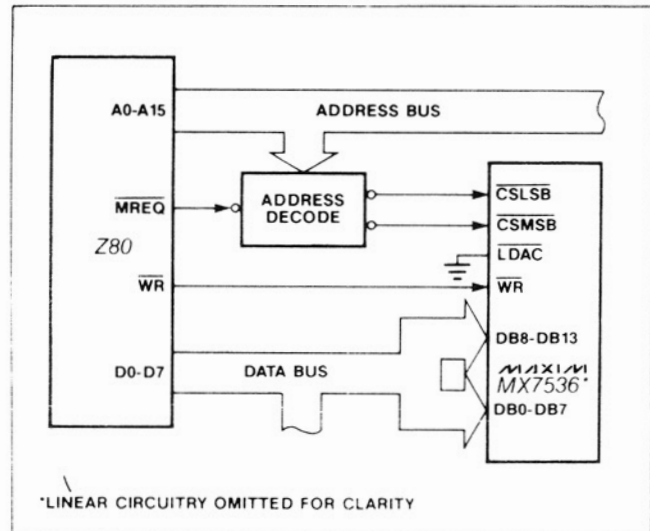 A0-A15
ADDRESS BUS
MREQ
ADDRESS
DECODE
CSLSB
CSMSB
Z80
LDAC
WR
WR
DB8-DB13
D0-D7
DATA BUS
MAXIM
MX7536*
DB0-DB7
*LINEAR CIRCUITRY OMITTED FOR CLARITY